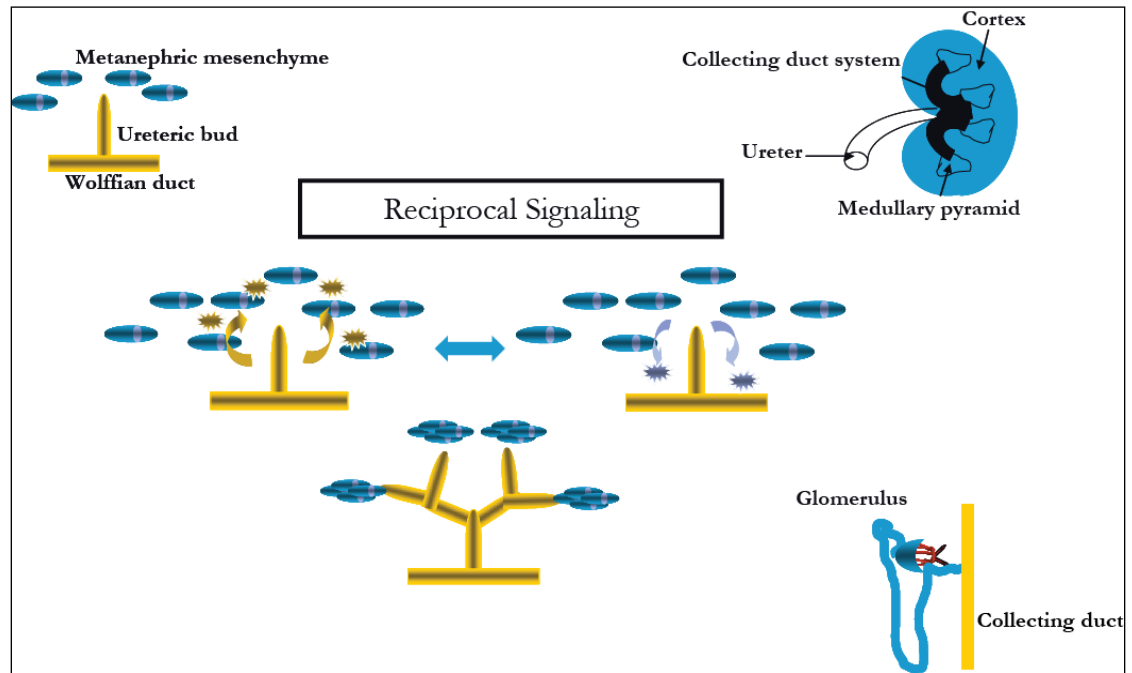 Metanephric mesenchyme
Ureteric bud
Wolffian duct
Cortex
Collecting duct system
Ureter
Medullary pyramid
Reciprocal Signaling
Glomerulus
Collecting duct